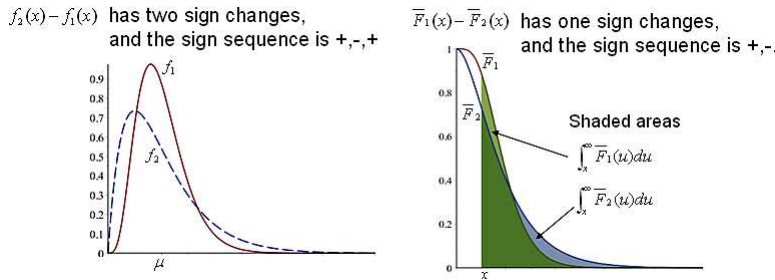 f₂(x) – f₁(x) has two sign changes,
and the sign sequence is +,-,+
0.9
0.8
0.7
0.6
0.5
0.4
0.3
0.2
0.1
0
f₁
f₂
μ
F̅₁(x) – F̅₂(x) has one sign changes,
and the sign sequence is +,-.
1
0.8
0.6
0.4
0.2
0
F̅₁
F̅₂
Shaded areas
∫ₓ^∞ F̅₁(u)du
∫ₓ^∞ F̅₂(u)du
x